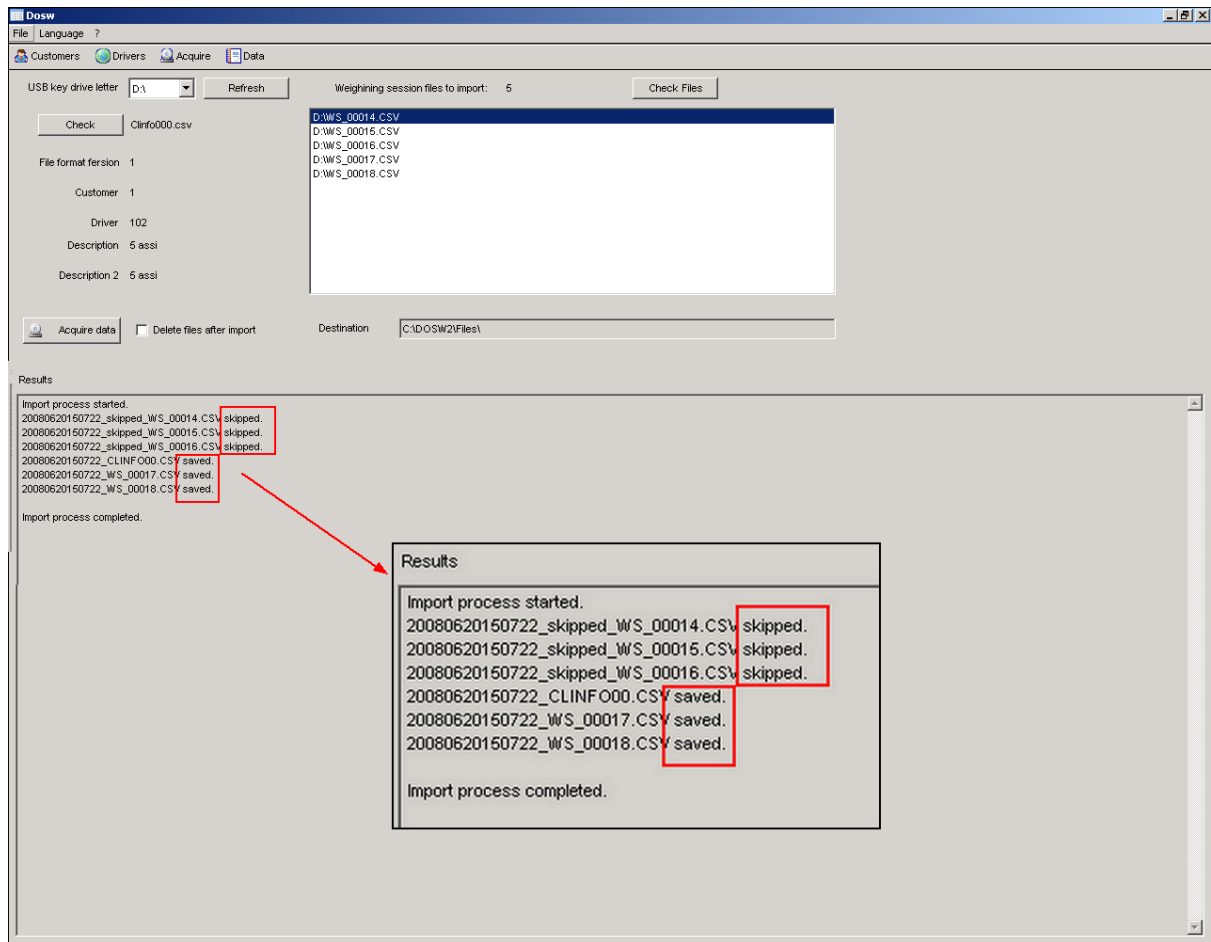 Dosw
File Language ?
Customers Drivers Acquire Data
USB key drive letter D:\ Refresh Weighining session files to import: 5 Check Files
Check Clinfo000.csv
D:\WS_00014.CSV
D:\WS_00015.CSV
D:\WS_00016.CSV
D:\WS_00017.CSV
D:\WS_00018.CSV
File format fersion 1
Customer 1
Driver 102
Description 5 assi
Description 2 5 assi
Acquire data Delete files after import Destination C:\DOSW2\Files\
Results
Import process started.
20080620150722_skipped_WS_00014.CSV skipped.
20080620150722_skipped_WS_00015.CSV skipped.
20080620150722_skipped_WS_00016.CSV skipped.
20080620150722_CLINFO00.CSV saved.
20080620150722_WS_00017.CSV saved.
20080620150722_WS_00018.CSV saved.
Import process completed.
Results
Import process started.
20080620150722_skipped_WS_00014.CSV skipped.
20080620150722_skipped_WS_00015.CSV skipped.
20080620150722_skipped_WS_00016.CSV skipped.
20080620150722_CLINFO00.CSV saved.
20080620150722_WS_00017.CSV saved.
20080620150722_WS_00018.CSV saved.
Import process completed.